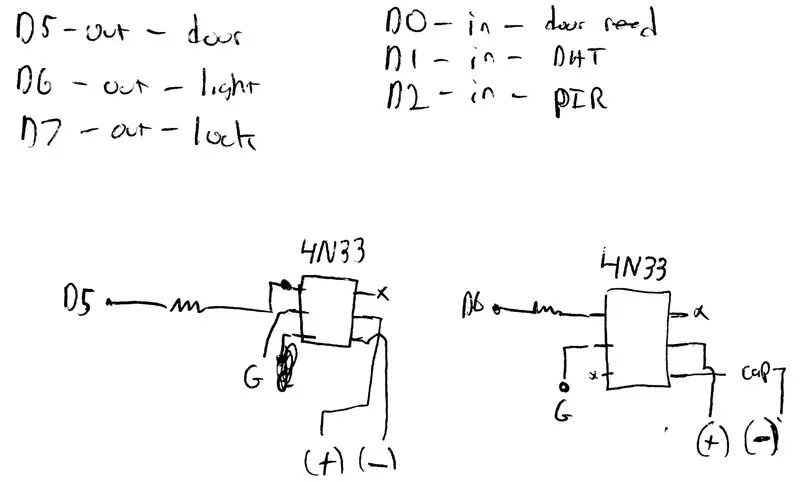 D5 - out - door
D6 - out - light
D7 - out - lock
D0 - in - door reed
D1 - in - DHT
D2 - in - PIR
4N33
D5
x
G
(+) (-)
4N33
D6
x
x
cap
G
(+) (-)